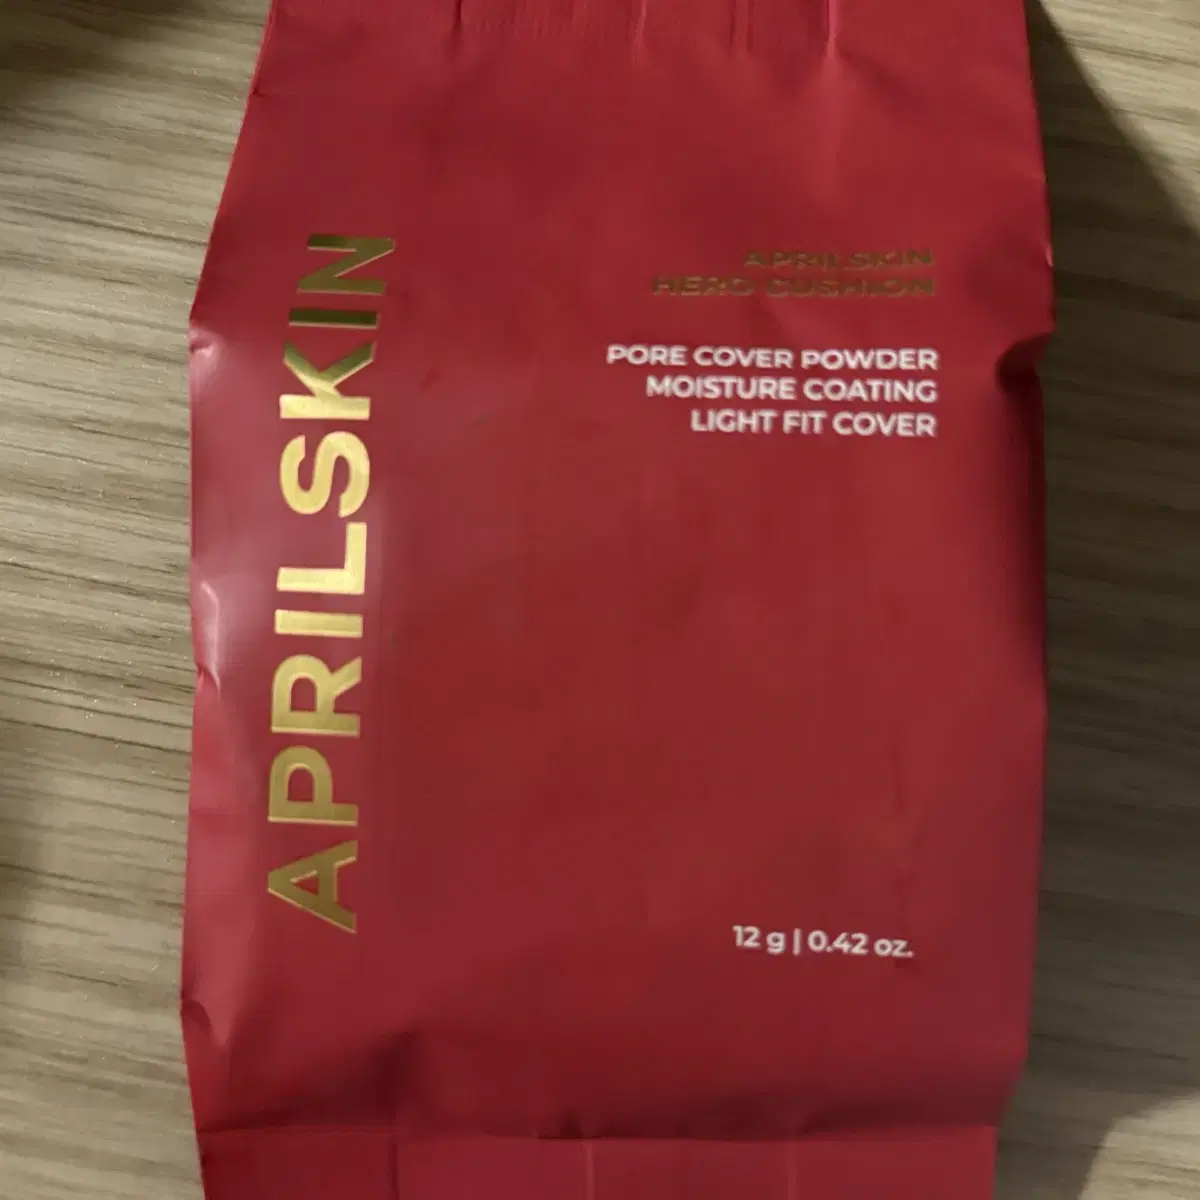 APRILSKIN
APRILSKIN
HERO CUSHION
PORE COVER POWDER
MOISTURE COATING
LIGHT FIT COVER
12 g | 0.42 oz.